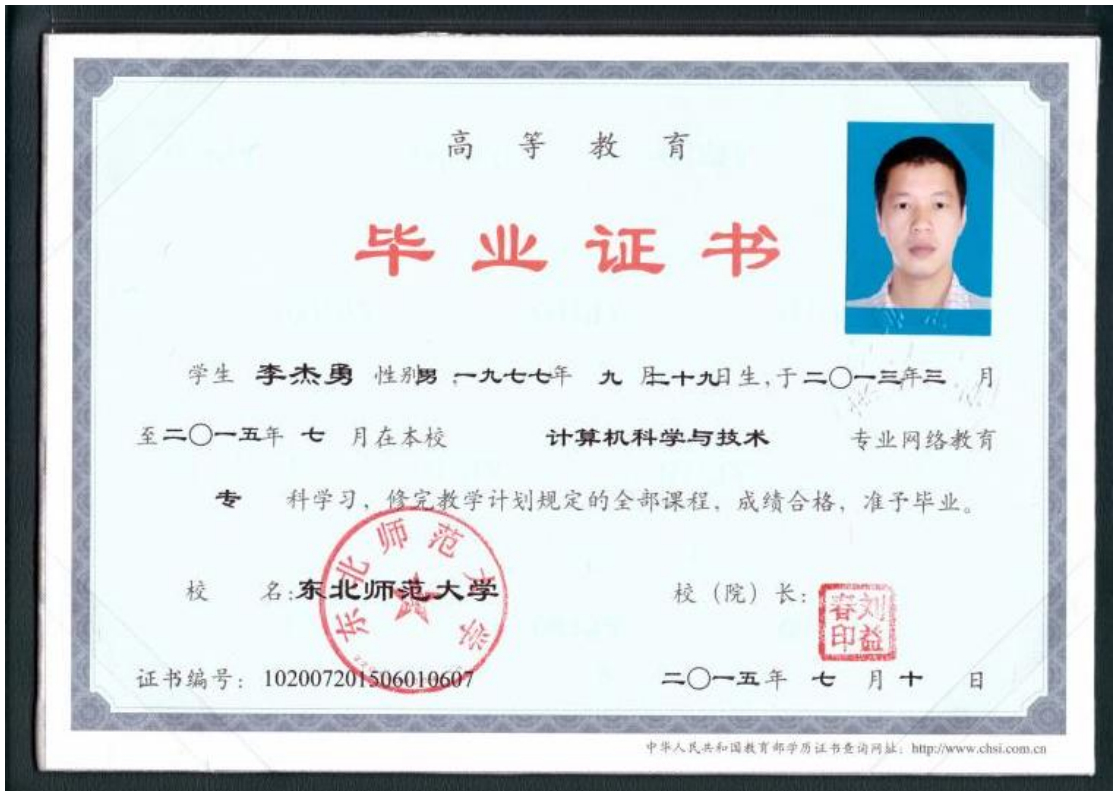 高等教育
毕业证书
学生 李杰勇 性别男,一九七七年 九 月二十九日生,于二〇一三年三 月
至二〇一五年 七 月在本校 计算机科学与技术 专业网络教育
专 科学习,修完教学计划规定的全部课程,成绩合格,准予毕业。
校 名:东北师范大学 校(院)长:
东北师范大学
刘益春印
证书编号:102007201506010607 二〇一五年 七 月十 日
中华人民共和国教育部学历证书查询网址:http://www.chsi.com.cn